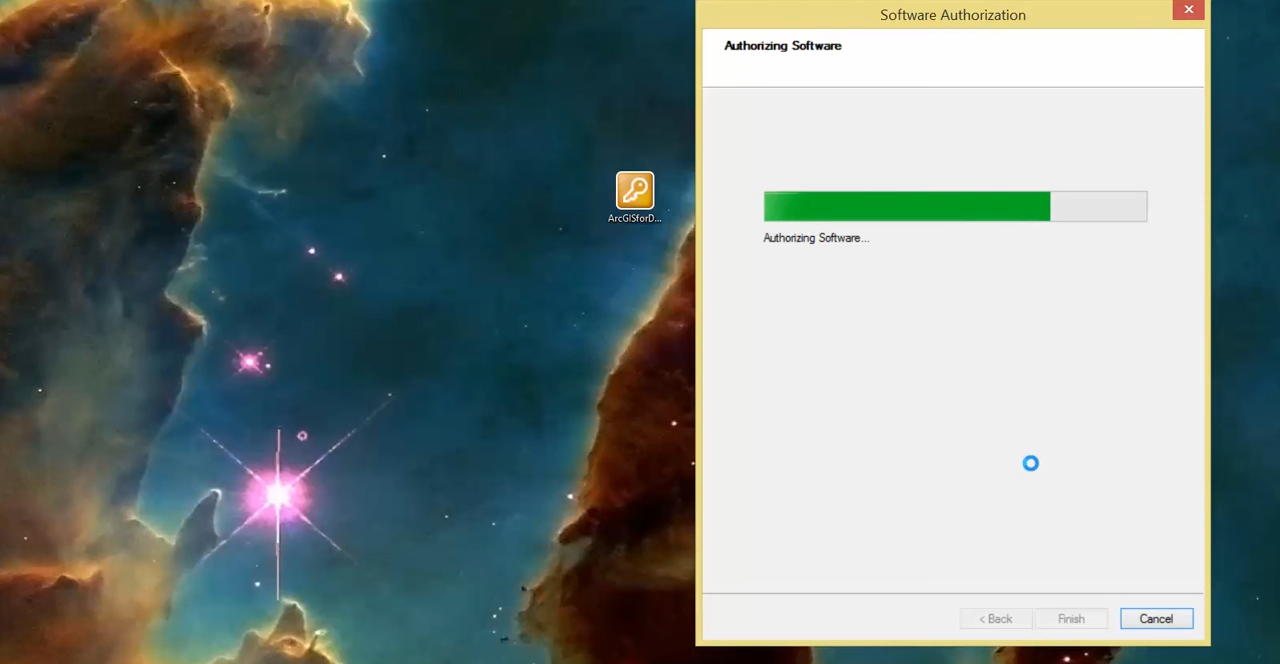 Software Authorization
Authorizing Software
ArcGISforD...
Authorizing Software...
< Back
Finish
Cancel